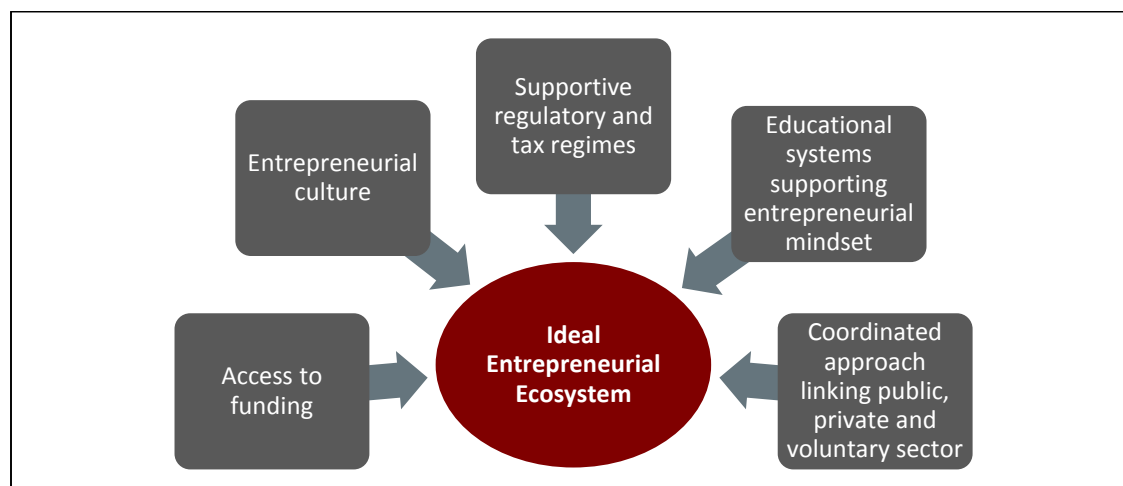 Supportive
regulatory and
tax regimes
Entrepreneurial
culture
Educational
systems
supporting
entrepreneurial
mindset
Ideal
Entrepreneurial
Ecosystem
Access to
funding
Coordinated
approach
linking public,
private and
voluntary sector